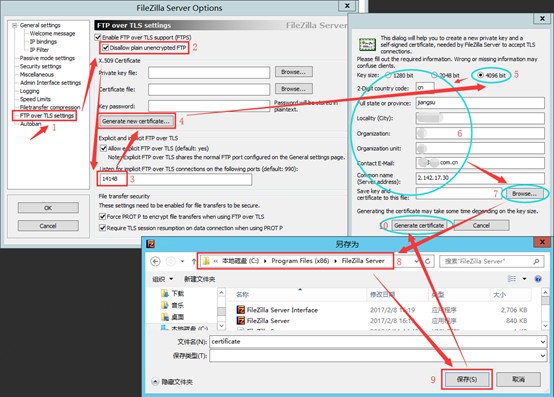 FileZilla Server Options
General settings
Welcome message
IP bindings
IP Filter
Passive mode settings
Security settings
Miscellaneous
Admin Interface settings
Logging
Speed Limits
Filetransfer compression
FTP over TLS settings
Autoban
1
OK
Cancel
FTP over TLS settings
FileZilla Server
Enable FTP over TLS support (FTPS)
Disallow plain unencrypted FTP
2
X.509 Certificate
Private key file:
Browse...
Certificate file:
Browse...
Key password:
Password will be stored in plaintext.
Generate new certificate...
4
Explicit and implicit FTP over TLS
Allow explicit FTP over TLS (default: yes)
Note: Explicit FTP over TLS shares the normal FTP port configured on the General settings page.
Listen for implicit FTP over TLS connections on the following ports (default: 990):
14148
3
File transfer security
These settings need to be enabled for file transfers to be secure.
Force PROT P to encrypt file transfers when using FTP over TLS
Require TLS session resumption on data connection when using PROT P
This dialog will help you to create a new private key and a
self-signed certificate, needed by FileZilla Server to accept TLS
connections.
Please fill out the required information. Wrong or missing information
may confuse clients.
Key size:
1280 bit
2048 bit
4096 bit
5
2-Digit country code:
cn
Full state or province:
jiangsu
Locality (City):
Organization:
6
Organization unit:
Contact E-Mail:
.com.cn
Common name
(Server address):
2.142.17.30
Save key and
certificate to this file:
7
Browse...
Generating the certificate may take some time depending on the key size.
10
Generate certificate
Cancel
另存为
本地磁盘 (C:)
Program Files (x86)
FileZilla Server
8
搜索"FileZilla Server"
组织
新建文件夹
下载
音乐
桌面
本地磁盘 (C:)
名称
修改日期
类型
大小
FileZilla Server Interface
应用程序
2,706 KB
FileZilla Server
应用程序
840 KB
文件名(N):
certificate
保存类型(T):
隐藏文件夹
9
保存(S)
取消